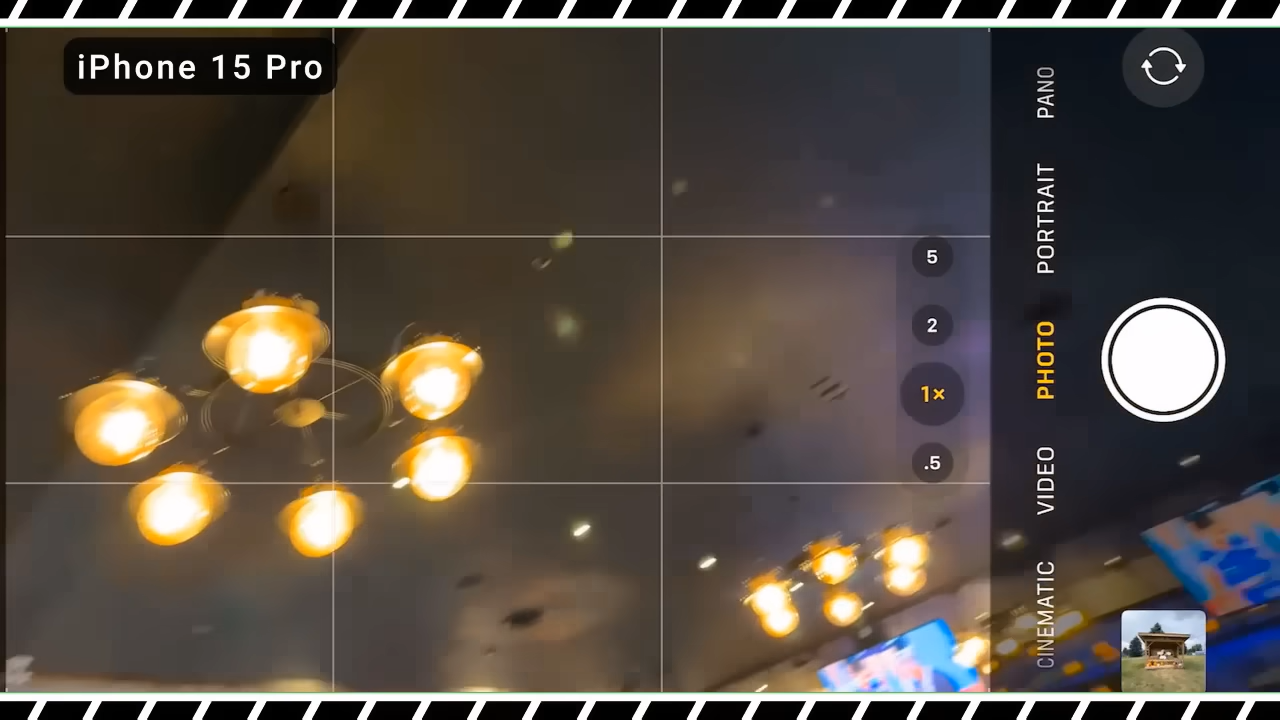 iPhone 15 Pro
5
2
1×
.5
PANO
PORTRAIT
PHOTO
VIDEO
CINEMATIC